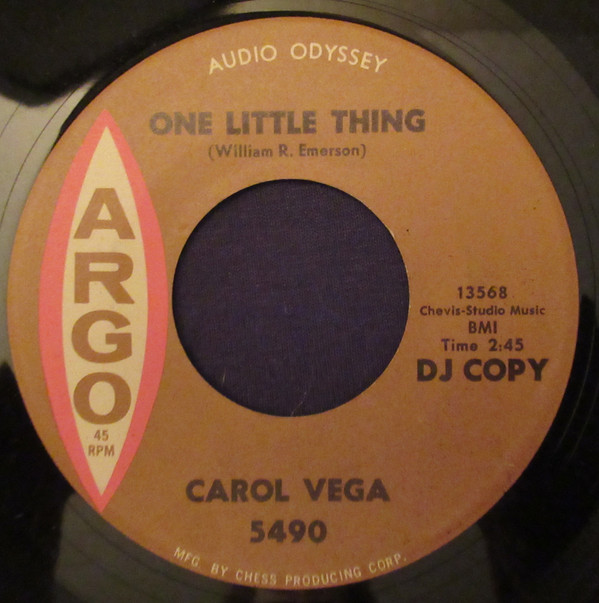 AUDIO ODYSSEY
ONE LITTLE THING
(William R. Emerson)
ARGO
45
RPM
13568
Chevis-Studio Music
BMI
Time 2:45
DJ COPY
CAROL VEGA
5490
MFG. BY CHESS PRODUCING CORP.